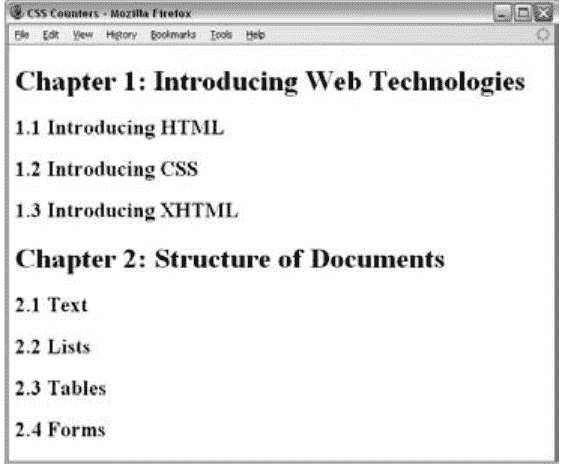 CSS Counters - Mozilla Firefox
File Edit View History Bookmarks Tools Help
Chapter 1: Introducing Web Technologies
1.1 Introducing HTML
1.2 Introducing CSS
1.3 Introducing XHTML
Chapter 2: Structure of Documents
2.1 Text
2.2 Lists
2.3 Tables
2.4 Forms